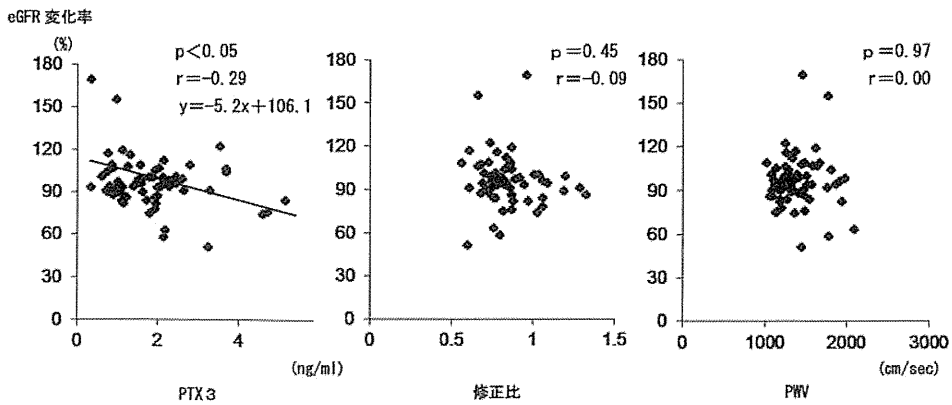 eGFR 変化率
(%)
p<0.05
r=-0.29
y=-5.2x+106.1
180
150
120
90
60
30
0
0
2
4
(ng/ml)
PTX3
p=0.45
r=-0.09
180
150
120
90
60
30
0
0
0.5
1
1.5
修正比
p=0.97
r=0.00
180
150
120
90
60
30
0
0
1000
2000
3000
(cm/sec)
PWV